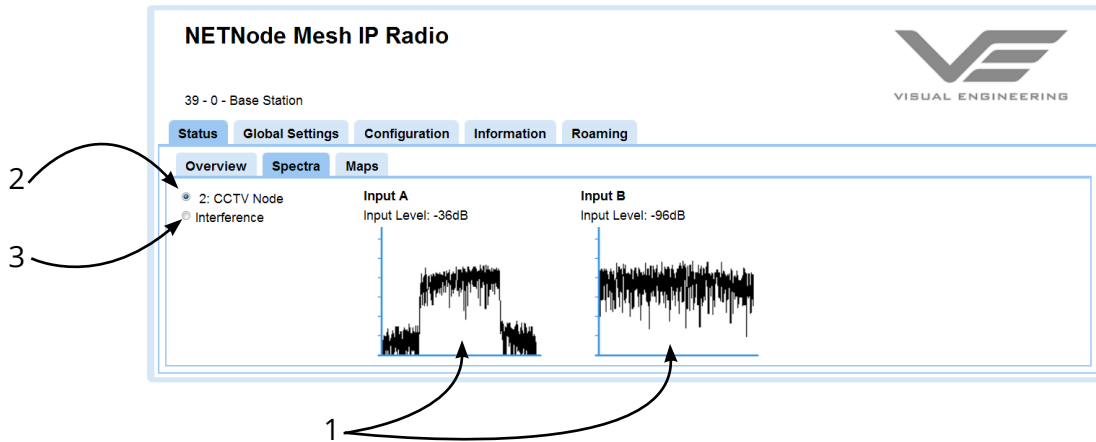 NETNode Mesh IP Radio
VISUAL ENGINEERING
39 - 0 - Base Station
Status Global Settings Configuration Information Roaming
Overview Spectra Maps
2
2: CCTV Node
Interference
3
Input A
Input Level: -36dB
Input B
Input Level: -96dB
1